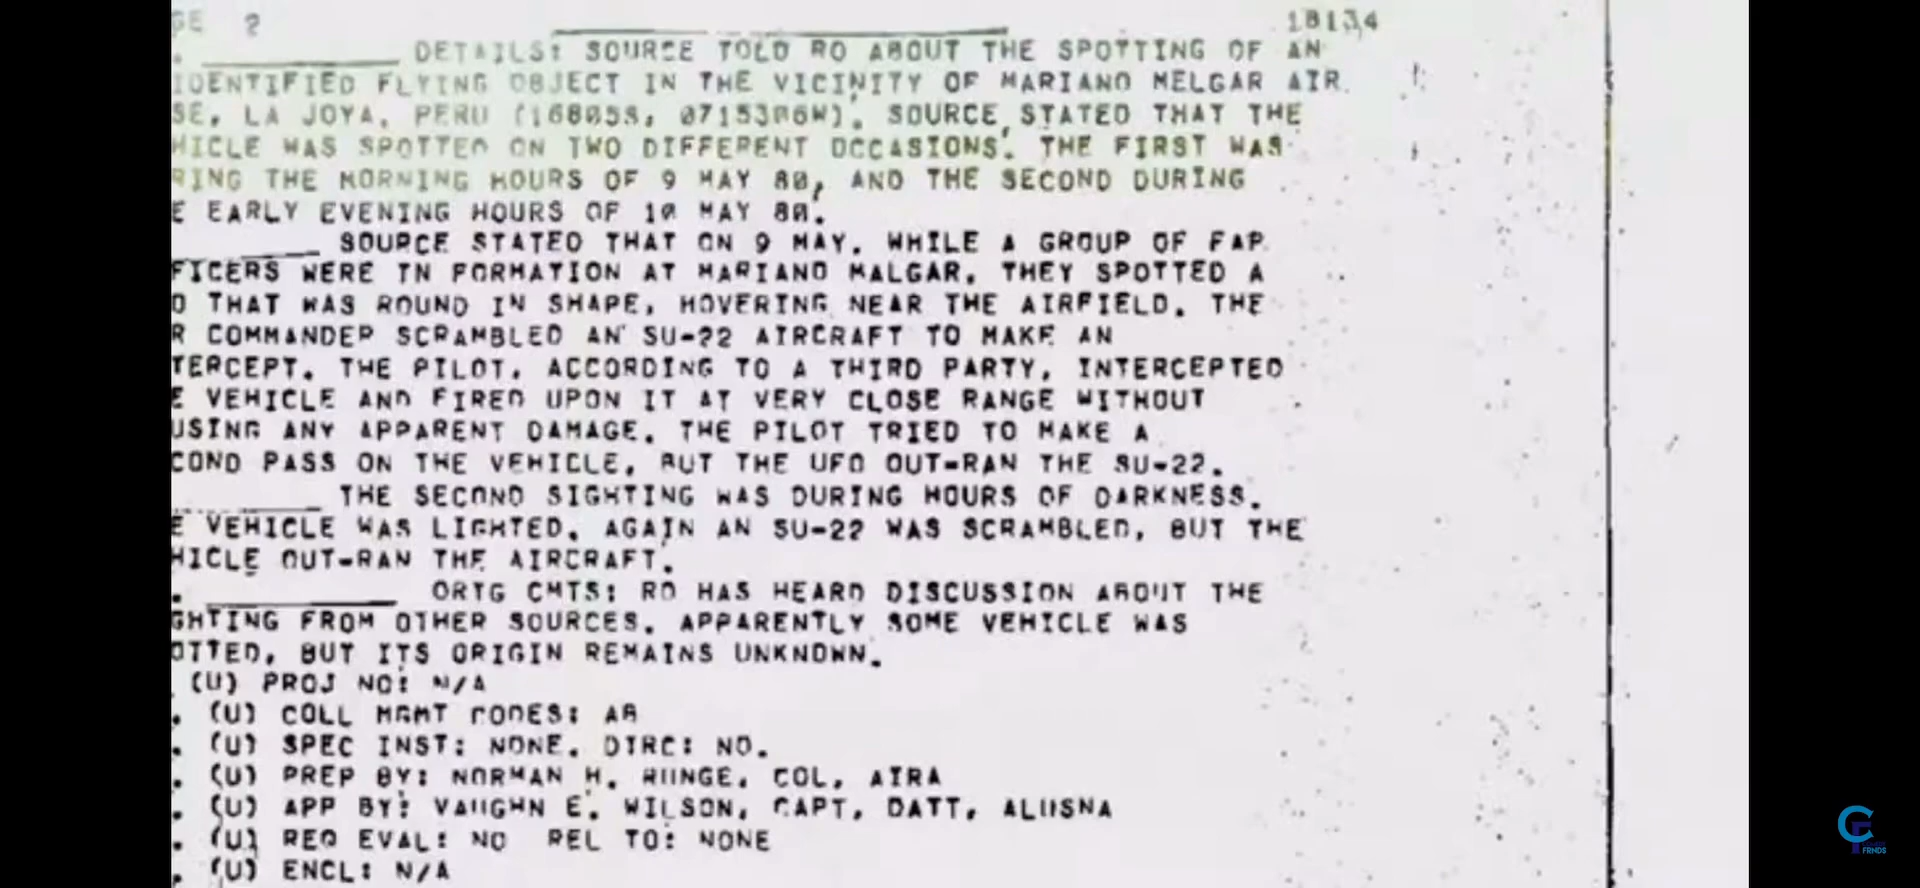 GE 2 18134
. DETAILS: SOURCE TOLD RO ABOUT THE SPOTTING OF AN
IDENTIFIED FLYING OBJECT IN THE VICINITY OF MARIANO MELGAR AIR
SE, LA JOYA, PERU (16805S, 0715306W). SOURCE STATED THAT THE
HICLE WAS SPOTTED ON TWO DIFFERENT OCCASIONS. THE FIRST WAS
RING THE MORNING HOURS OF 9 MAY 80, AND THE SECOND DURING
E EARLY EVENING HOURS OF 10 MAY 80.
SOURCE STATED THAT ON 9 MAY, WHILE A GROUP OF FAP
FICERS WERE IN FORMATION AT MARIANO MALGAR, THEY SPOTTED A
O THAT WAS ROUND IN SHAPE, HOVERING NEAR THE AIRFIELD. THE
R COMMANDER SCRAMBLED AN SU-22 AIRCRAFT TO MAKE AN
TERCEPT. THE PILOT, ACCORDING TO A THIRD PARTY, INTERCEPTED
E VEHICLE AND FIRED UPON IT AT VERY CLOSE RANGE WITHOUT
USING ANY APPARENT DAMAGE. THE PILOT TRIED TO MAKE A
COND PASS ON THE VEHICLE, BUT THE UFO OUT-RAN THE SU-22.
THE SECOND SIGHTING WAS DURING HOURS OF DARKNESS.
E VEHICLE WAS LIGHTED. AGAIN AN SU-22 WAS SCRAMBLED, BUT THE
HICLE OUT-RAN THE AIRCRAFT.
. ORIG CMTS: RO HAS HEARD DISCUSSION ABOUT THE
GHTING FROM OTHER SOURCES. APPARENTLY SOME VEHICLE WAS
OTTED, BUT ITS ORIGIN REMAINS UNKNOWN.
. (U) PROJ NO: N/A
. (U) COLL MGMT CODES: AB
. (U) SPEC INST: NONE. DIRC: NO.
. (U) PREP BY: NORMAN H. RUNGE, COL, AIRA
. (U) APP BY: VAUGHN E. WILSON, CAPT, DATT, ALUSNA
. (U) REQ EVAL: NO REL TO: NONE
. (U) ENCL: N/A
FRNDS